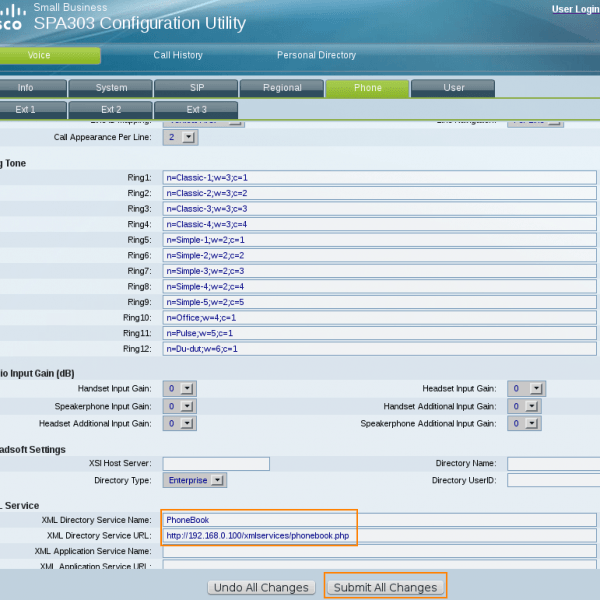 Small Business
User Login
sco SPA303 Configuration Utility
Voice Call History Personal Directory
Info System SIP Regional Phone User
Ext 1 Ext 2 Ext 3
Call Appearance Per Line: 2
g Tone
Ring1: n=Classic-1;w=3;c=1
Ring2: n=Classic-2;w=3;c=2
Ring3: n=Classic-3;w=3;c=3
Ring4: n=Classic-4;w=3;c=4
Ring5: n=Simple-1;w=2;c=1
Ring6: n=Simple-2;w=2;c=2
Ring7: n=Simple-3;w=2;c=3
Ring8: n=Simple-4;w=2;c=4
Ring9: n=Simple-5;w=2;c=5
Ring10: n=Office;w=4;c=1
Ring11: n=Pulse;w=5;c=1
Ring12: n=Du-dut;w=6;c=1
io Input Gain (dB)
Handset Input Gain: 0 Headset Input Gain: 0
Speakerphone Input Gain: 0 Handset Additional Input Gain: 0
Headset Additional Input Gain: 0 Speakerphone Additional Input Gain: 0
adsoft Settings
XSI Host Server: Directory Name:
Directory Type: Enterprise Directory UserID:
L Service
XML Directory Service Name: PhoneBook
XML Directory Service URL: http://192.168.0.100/xmlservices/phonebook.php
XML Application Service Name:
XML Application Service URL:
Undo All Changes Submit All Changes